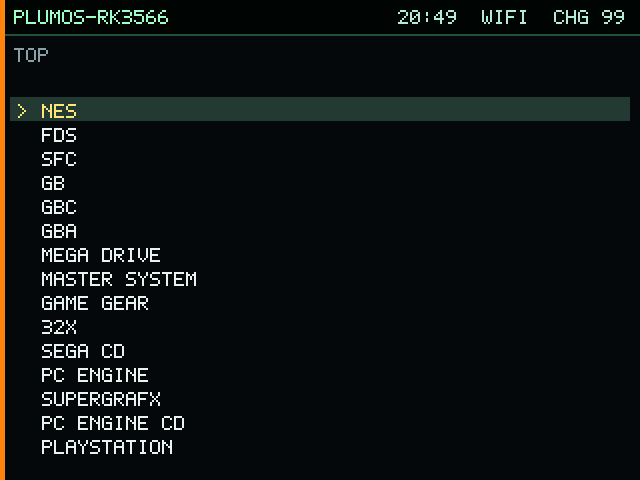 PLUMOS-RK3566 20:49 WIFI CHG 99
TOP
> NES
FDS
SFC
GB
GBC
GBA
MEGA DRIVE
MASTER SYSTEM
GAME GEAR
32X
SEGA CD
PC ENGINE
SUPERGRAFX
PC ENGINE CD
PLAYSTATION